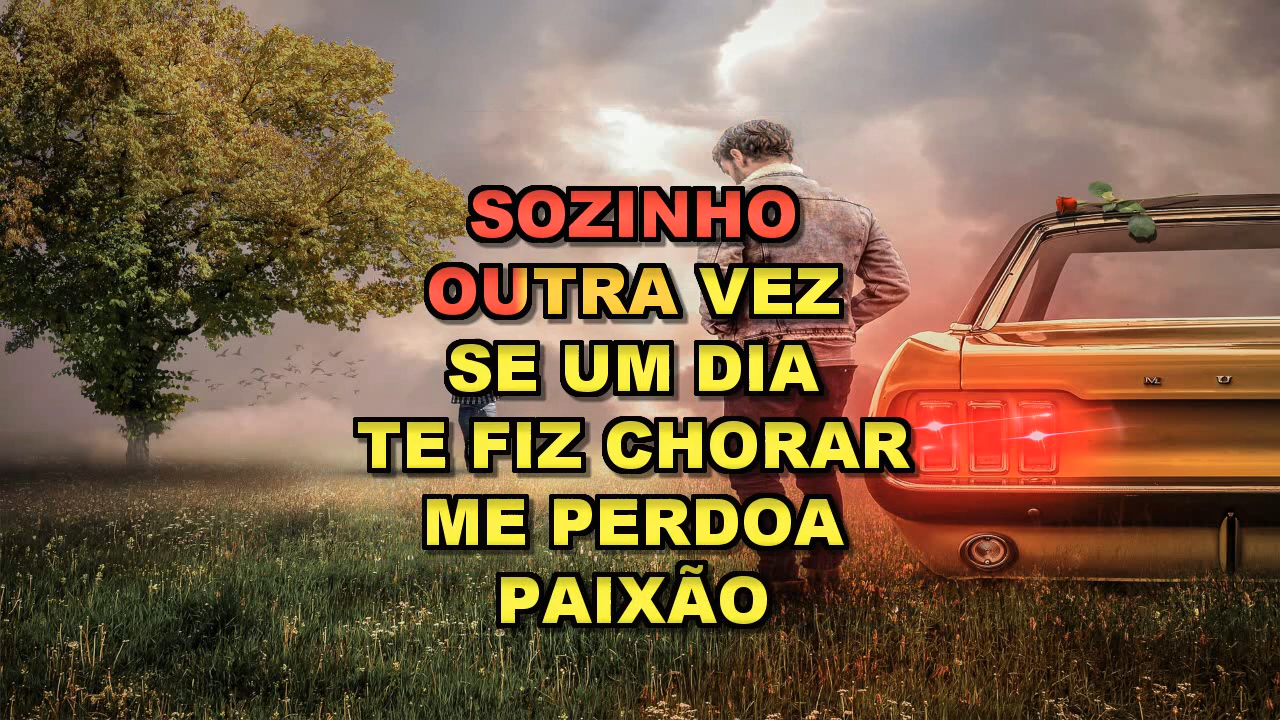 SOZINHO
OUTRA VEZ
SE UM DIA
TE FIZ CHORAR
ME PERDOA
PAIXÃO
M U